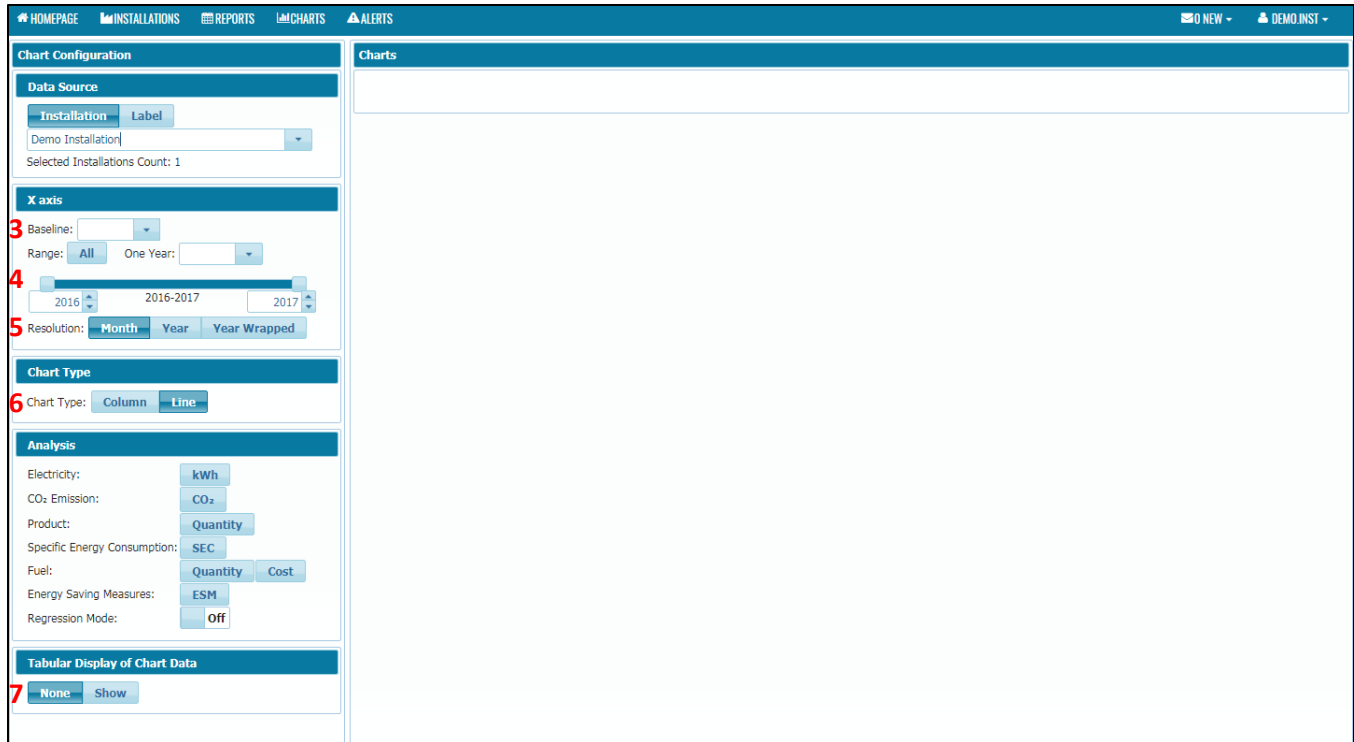 HOMEPAGE INSTALLATIONS REPORTS CHARTS ALERTS 0 NEW DEMO.INST
Chart Configuration
Data Source
Installation Label
Demo Installation
Selected Installations Count: 1
X axis
3 Baseline:
Range: All One Year:
4
2016 2016-2017 2017
5 Resolution: Month Year Year Wrapped
Chart Type
6 Chart Type: Column Line
Analysis
Electricity: kWh
CO₂ Emission: CO₂
Product: Quantity
Specific Energy Consumption: SEC
Fuel: Quantity Cost
Energy Saving Measures: ESM
Regression Mode: Off
Tabular Display of Chart Data
7 None Show
Charts